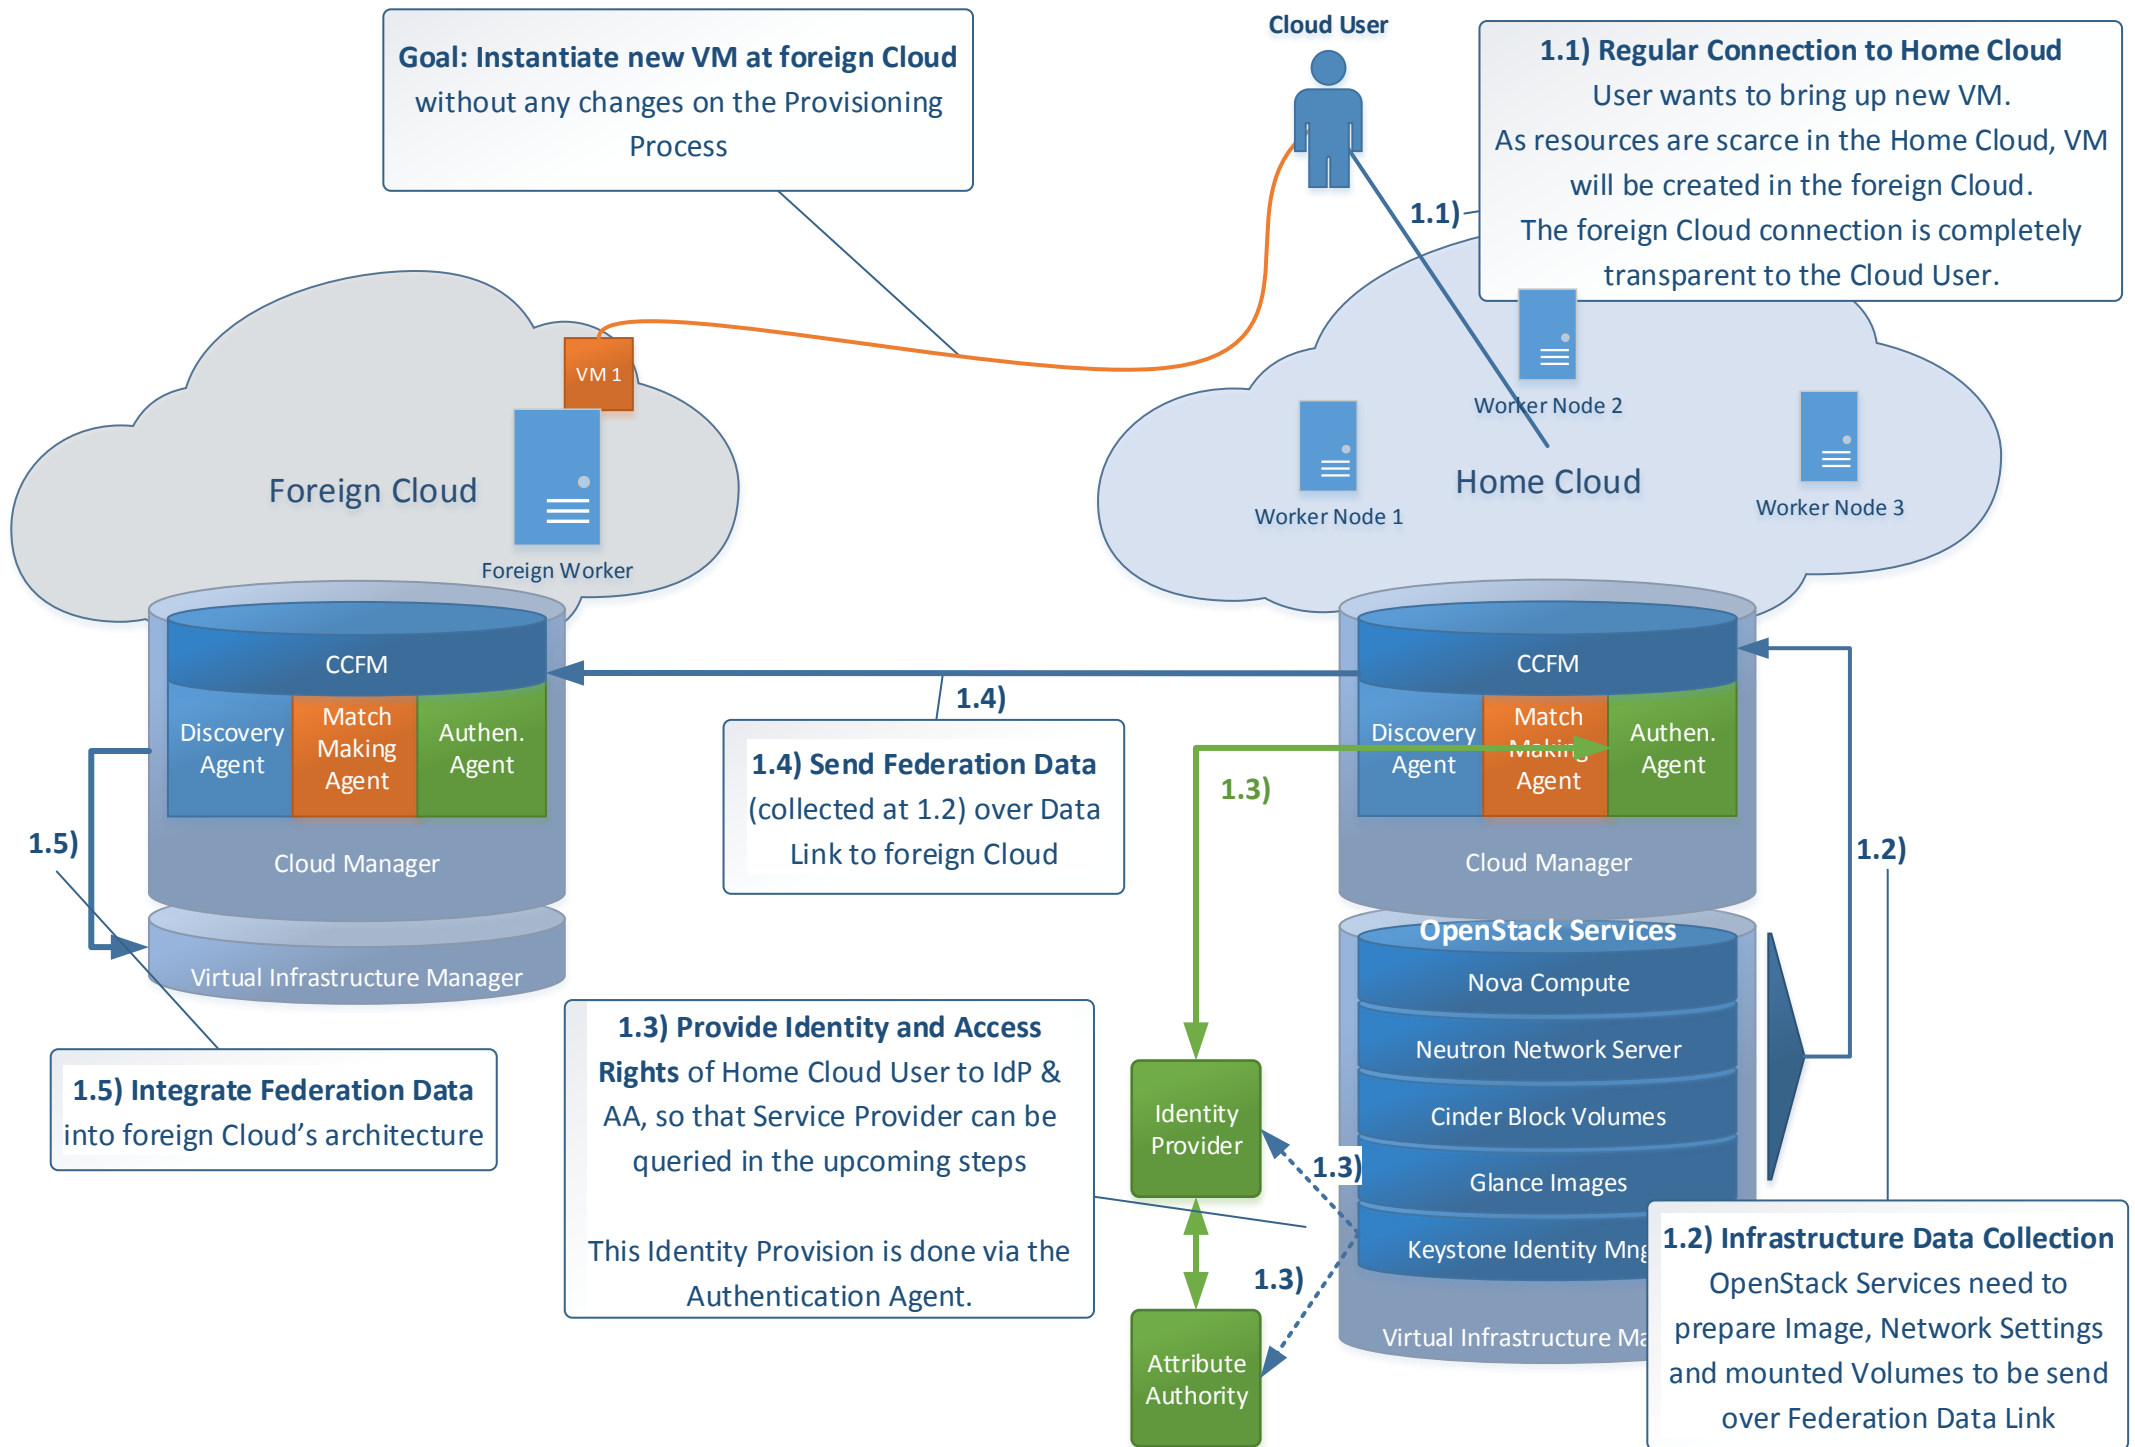 Cloud User
Goal: Instantiate new VM at foreign Cloud
without any changes on the Provisioning
Process
1.1) Regular Connection to Home Cloud
User wants to bring up new VM.
As resources are scarce in the Home Cloud, VM
will be created in the foreign Cloud.
The foreign Cloud connection is completely
transparent to the Cloud User.
1.1)
VM 1
Foreign Cloud
Foreign Worker
Worker Node 2
Home Cloud
Worker Node 1
Worker Node 3
CCFM
Discovery
Agent
Match
Making
Agent
Authen.
Agent
Cloud Manager
Virtual Infrastructure Manager
1.5)
1.5) Integrate Federation Data
into foreign Cloud's architecture
1.4)
1.4) Send Federation Data
(collected at 1.2) over Data
Link to foreign Cloud
CCFM
Discovery
Agent
Match
Making
Agent
Authen.
Agent
Cloud Manager
1.3)
1.2)
OpenStack Services
Nova Compute
Neutron Network Server
Cinder Block Volumes
Glance Images
Keystone Identity Mng
Virtual Infrastructure Ma
1.3) Provide Identity and Access
Rights of Home Cloud User to IdP &
AA, so that Service Provider can be
queried in the upcoming steps
This Identity Provision is done via the
Authentication Agent.
Identity
Provider
1.3)
1.3)
Attribute
Authority
1.2) Infrastructure Data Collection
OpenStack Services need to
prepare Image, Network Settings
and mounted Volumes to be send
over Federation Data Link